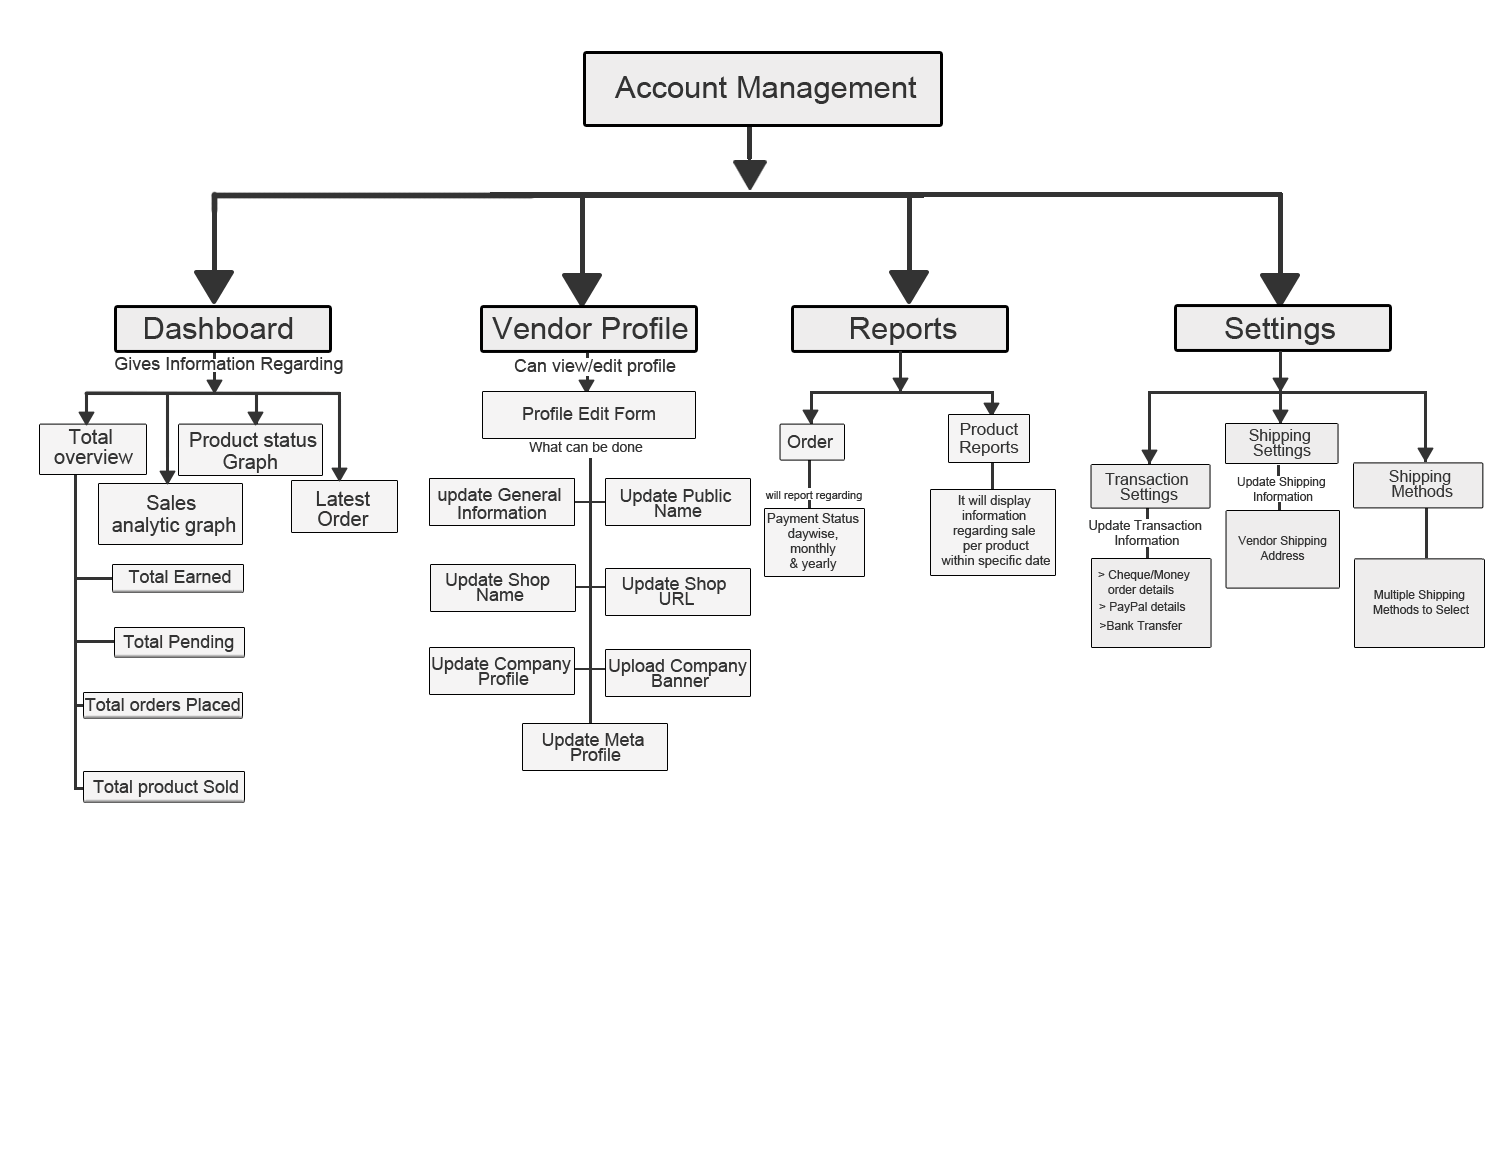 Account Management
Dashboard
Gives Information Regarding
Total
overview
Product status
Graph
Sales
analytic graph
Latest
Order
Total Earned
Total Pending
Total orders Placed
Total product Sold
Vendor Profile
Can view/edit profile
Profile Edit Form
What can be done
update General
Information
Update Public
Name
Update Shop
Name
Update Shop
URL
Update Company
Profile
Upload Company
Banner
Update Meta
Profile
Reports
Order
will report regarding
Payment Status
daywise,
monthly
& yearly
Product
Reports
It will display
information
regarding sale
per product
within specific date
Settings
Transaction
Settings
Update Transaction
Information
> Cheque/Money
order details
> PayPal details
>Bank Transfer
Shipping
Settings
Update Shipping
Information
Vendor Shipping
Address
Shipping
Methods
Multiple Shipping
Methods to Select